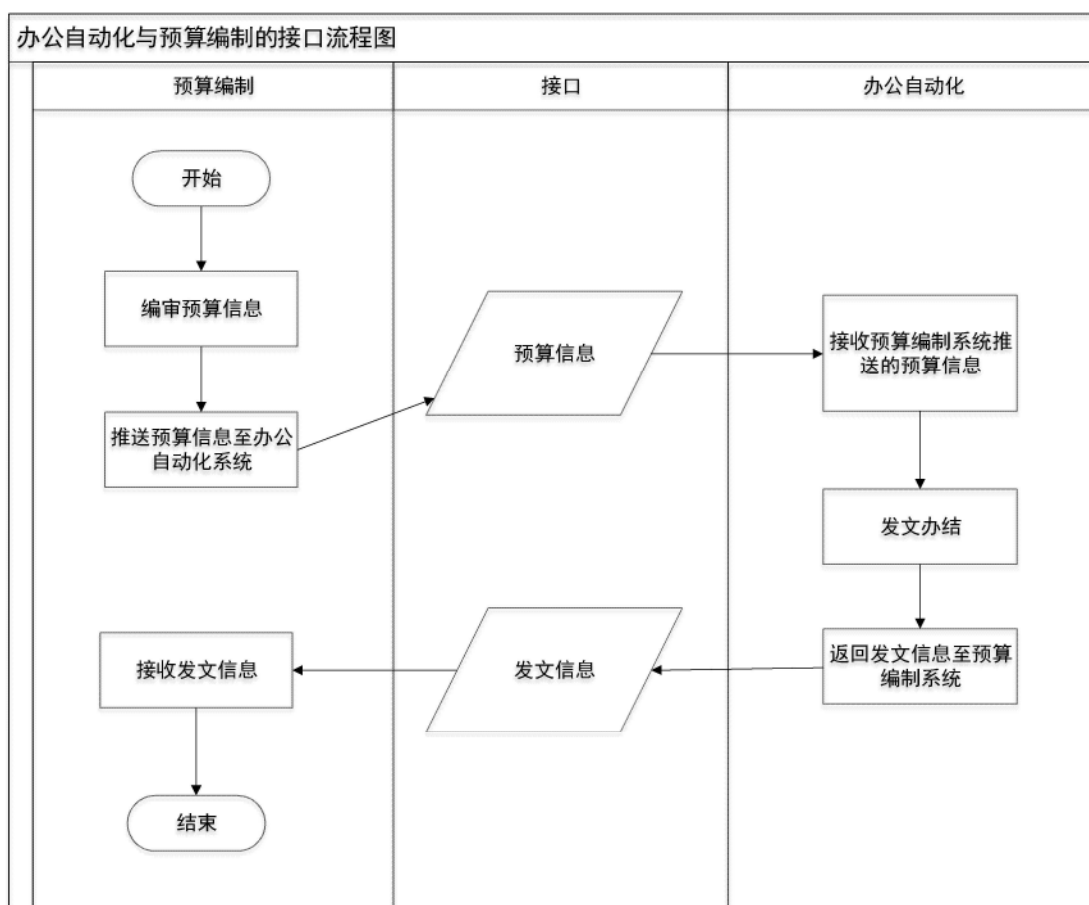 办公自动化与预算编制的接口流程图
预算编制
接口
办公自动化
开始
编审预算信息
推送预算信息至办公
自动化系统
预算信息
接收预算编制系统推
送的预算信息
发文办结
返回发文信息至预算
编制系统
发文信息
接收发文信息
结束